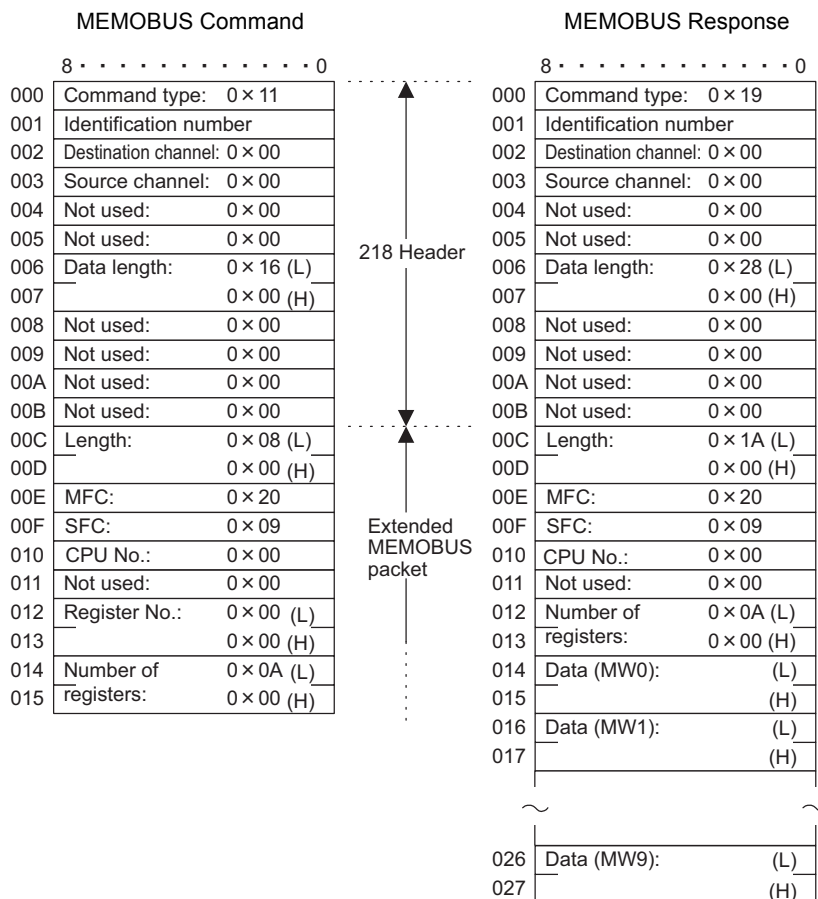 MEMOBUS Command
8 · · · · · · · · · · · · 0
000 Command type: 0×11
001 Identification number
002 Destination channel: 0×00
003 Source channel: 0×00
004 Not used: 0×00
005 Not used: 0×00
006 Data length: 0×16 (L)
007 0×00 (H)
008 Not used: 0×00
009 Not used: 0×00
00A Not used: 0×00
00B Not used: 0×00
00C Length: 0×08 (L)
00D 0×00 (H)
00E MFC: 0×20
00F SFC: 0×09
010 CPU No.: 0×00
011 Not used: 0×00
012 Register No.: 0×00 (L)
013 0×00 (H)
014 Number of 0×0A (L)
015 registers: 0×00 (H)
218 Header
Extended
MEMOBUS
packet
MEMOBUS Response
8 · · · · · · · · · · · · 0
000 Command type: 0×19
001 Identification number
002 Destination channel: 0×00
003 Source channel: 0×00
004 Not used: 0×00
005 Not used: 0×00
006 Data length: 0×28 (L)
007 0×00 (H)
008 Not used: 0×00
009 Not used: 0×00
00A Not used: 0×00
00B Not used: 0×00
00C Length: 0×1A (L)
00D 0×00 (H)
00E MFC: 0×20
00F SFC: 0×09
010 CPU No.: 0×00
011 Not used: 0×00
012 Number of 0×0A (L)
013 registers: 0×00 (H)
014 Data (MW0): (L)
015 (H)
016 Data (MW1): (L)
017 (H)
026 Data (MW9): (L)
027 (H)